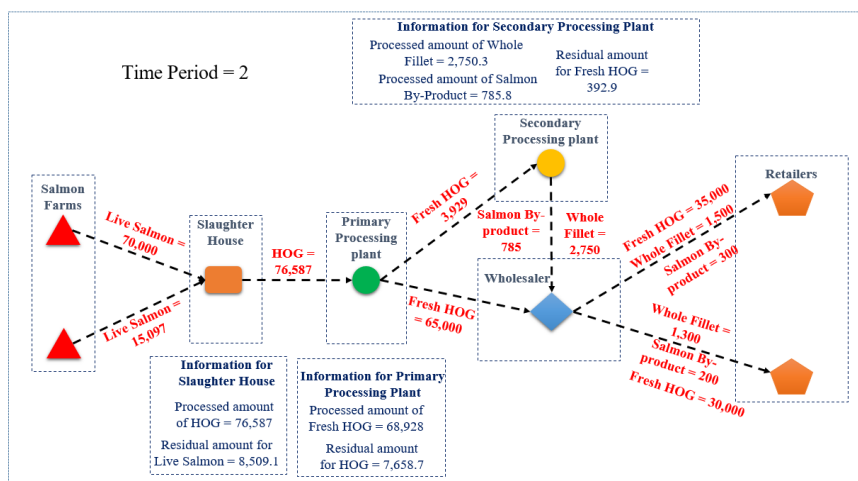 Information for Secondary Processing Plant
Processed amount of Whole
Fillet = 2,750.3
Processed amount of Salmon
By-Product = 785.8
Residual amount
for Fresh HOG =
392.9
Time Period = 2
Secondary
Processing plant
Salmon
Farms
Live Salmon =
70,000
Live Salmon =
15,097
Slaughter
House
HOG =
76,587
Primary
Processing
plant
Fresh HOG =
3,929
Fresh HOG
= 65,000
Salmon By-
product =
785
Whole
Fillet =
2,750
Wholesaler
Retailers
Fresh HOG = 35,000
Whole Fillet = 1,500
Salmon By-
product = 300
Whole Fillet =
1,300
Salmon By-
product = 200
Fresh HOG = 30,000
Information for
Slaughter House
Processed amount
of HOG = 76,587
Residual amount for
Live Salmon = 8,509.1
Information for Primary
Processing Plant
Processed amount of
Fresh HOG = 68,928
Residual amount
for HOG = 7,658.7